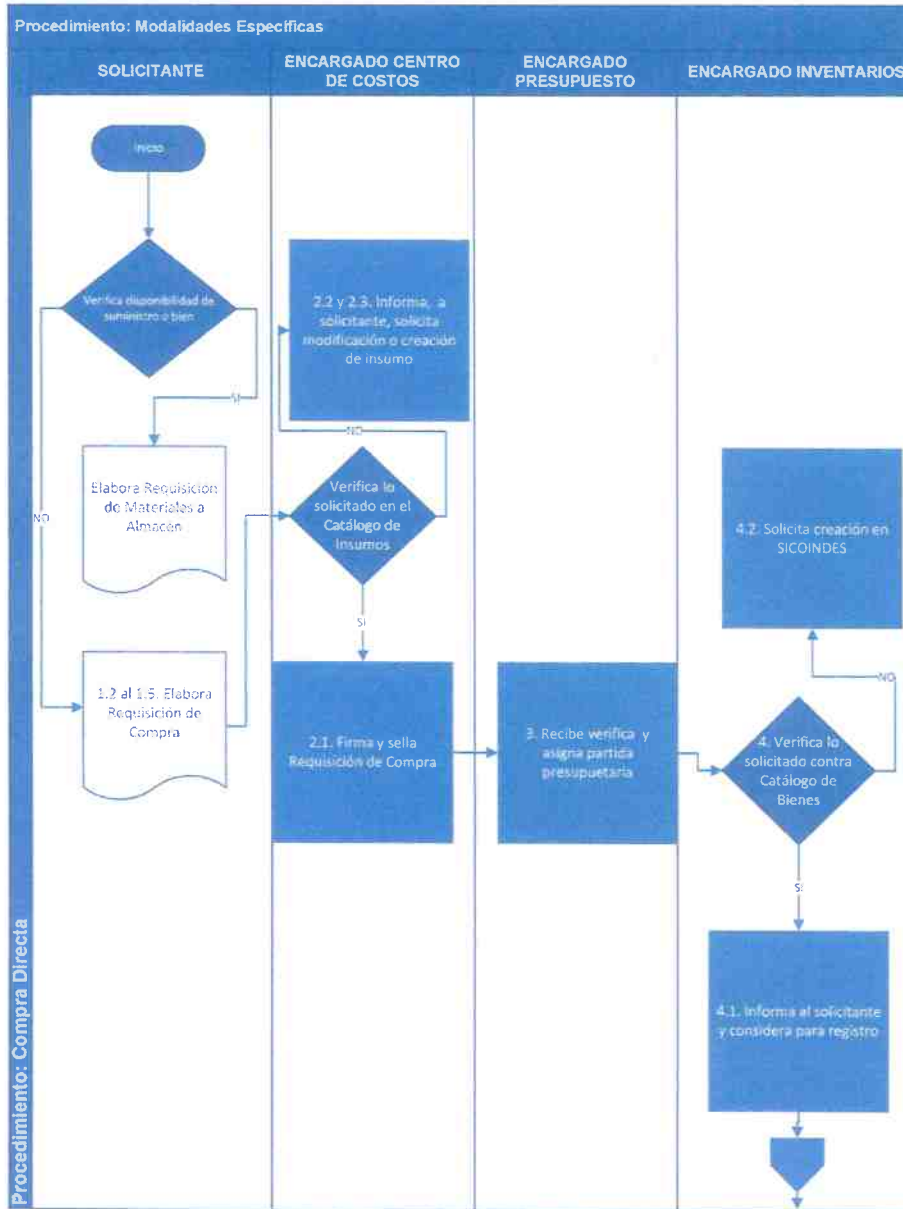 Procedimiento: Modalidades Específicas
SOLICITANTE
ENCARGADO CENTRO
DE COSTOS
ENCARGADO
PRESUPUESTO
ENCARGADO INVENTARIOS
Inicio
Verifica disponibilidad de
suministro o bien
SI
NO
Elabora Requisición
de Materiales a
Almacén
1.2 al 1.5. Elabora
Requisición de
Compra
2.2 y 2.3. Informa, a
solicitante, solicita
modificación o creación
de insumo
NO
Verifica lo
solicitado en el
Catálogo de
Insumos
SI
2.1. Firma y sella
Requisición de Compra
3. Recibe verifica y
asigna partida
presupuetaria
4.2. Solicita creación en
SICOINDES
NO
4. Verifica lo
solicitado contra
Catálogo de
Bienes
SI
4.1. Informa al solicitante
y considera para registro
Procedimiento: Compra Directa